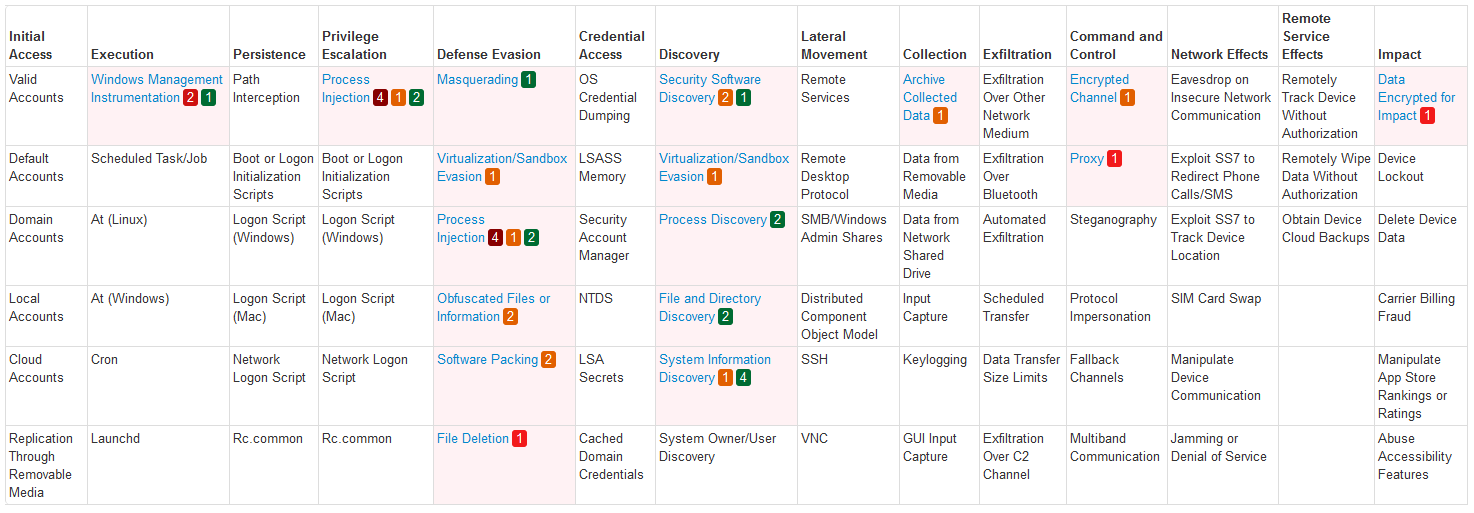 Initial Access
Execution
Persistence
Privilege Escalation
Defense Evasion
Credential Access
Discovery
Lateral Movement
Collection
Exfiltration
Command and Control
Network Effects
Remote Service Effects
Impact
Valid Accounts
Windows Management Instrumentation 2 1
Path Interception
Process Injection 4 1 2
Masquerading 1
OS Credential Dumping
Security Software Discovery 2 1
Remote Services
Archive Collected Data 1
Exfiltration Over Other Network Medium
Encrypted Channel 1
Eavesdrop on Insecure Network Communication
Remotely Track Device Without Authorization
Data Encrypted for Impact 1
Default Accounts
Scheduled Task/Job
Boot or Logon Initialization Scripts
Boot or Logon Initialization Scripts
Virtualization/Sandbox Evasion 1
LSASS Memory
Virtualization/Sandbox Evasion 1
Remote Desktop Protocol
Data from Removable Media
Exfiltration Over Bluetooth
Proxy 1
Exploit SS7 to Redirect Phone Calls/SMS
Remotely Wipe Data Without Authorization
Device Lockout
Domain Accounts
At (Linux)
Logon Script (Windows)
Logon Script (Windows)
Process Injection 4 1 2
Security Account Manager
Process Discovery 2
SMB/Windows Admin Shares
Data from Network Shared Drive
Automated Exfiltration
Steganography
Exploit SS7 to Track Device Location
Obtain Device Cloud Backups
Delete Device Data
Local Accounts
At (Windows)
Logon Script (Mac)
Logon Script (Mac)
Obfuscated Files or Information 2
NTDS
File and Directory Discovery 2
Distributed Component Object Model
Input Capture
Scheduled Transfer
Protocol Impersonation
SIM Card Swap
Carrier Billing Fraud
Cloud Accounts
Cron
Network Logon Script
Network Logon Script
Software Packing 2
LSA Secrets
System Information Discovery 1 4
SSH
Keylogging
Data Transfer Size Limits
Fallback Channels
Manipulate Device Communication
Manipulate App Store Rankings or Ratings
Replication Through Removable Media
Launchd
Rc.common
Rc.common
File Deletion 1
Cached Domain Credentials
System Owner/User Discovery
VNC
GUI Input Capture
Exfiltration Over C2 Channel
Multiband Communication
Jamming or Denial of Service
Abuse Accessibility Features